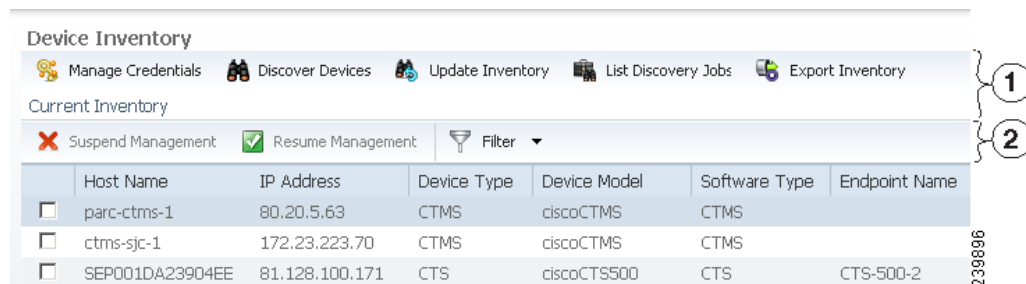 Device Inventory
Manage Credentials Discover Devices Update Inventory List Discovery Jobs Export Inventory
1
Current Inventory
Suspend Management Resume Management Filter
2
Host Name IP Address Device Type Device Model Software Type Endpoint Name
parc-ctms-1 80.20.5.63 CTMS ciscoCTMS CTMS
ctms-sjc-1 172.23.223.70 CTMS ciscoCTMS CTMS
SEP001DA23904EE 81.128.100.171 CTS ciscoCTS500 CTS CTS-500-2
239896